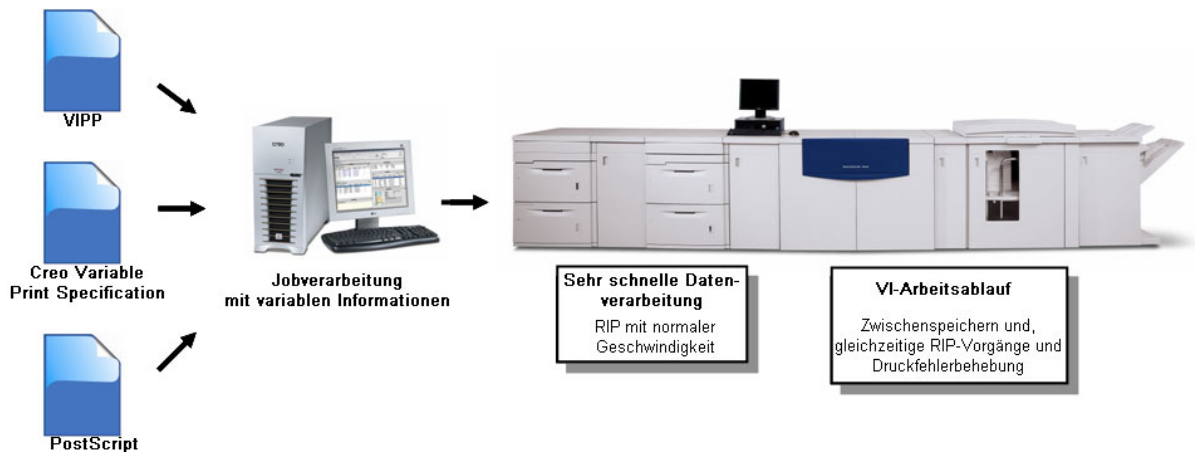 VIPP
Creo Variable
Print Specification
PostScript
Jobverarbeitung
mit variablen Informationen
Sehr schnelle Daten-
verarbeitung
RIP mit normaler
Geschwindigkeit
VI-Arbeitsablauf
Zwischenspeichern und,
gleichzeitige RIP-Vorgänge und
Druckfehlerbehebung